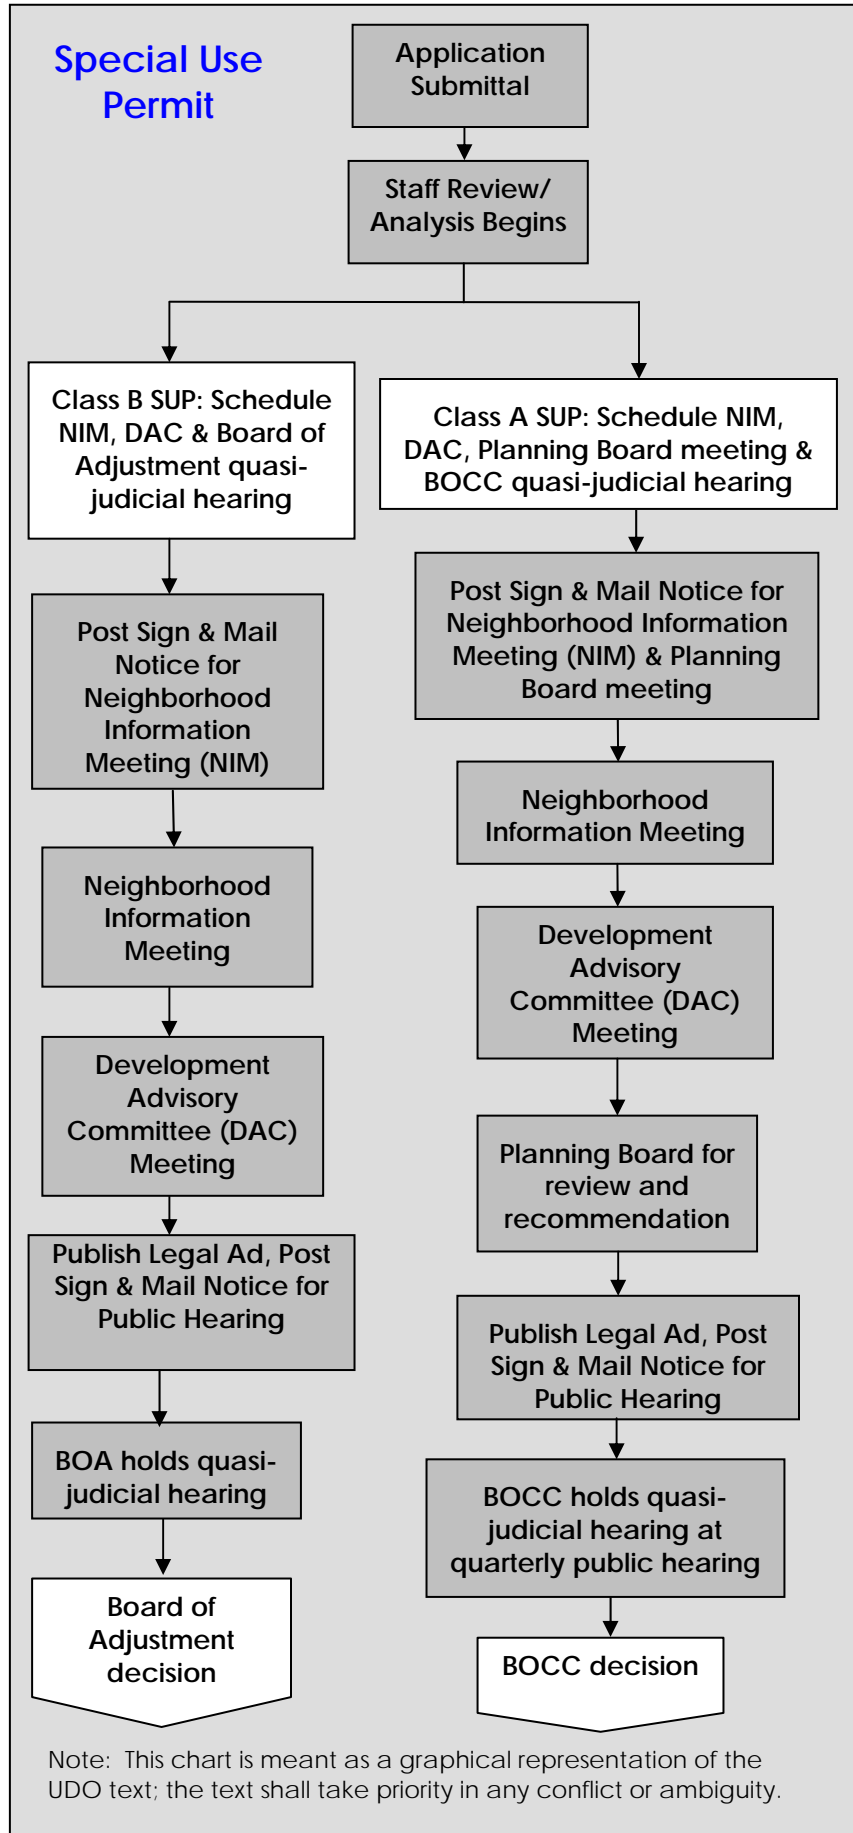 Special Use
Permit
Application
Submittal
Staff Review/
Analysis Begins
Class B SUP: Schedule
NIM, DAC & Board of
Adjustment quasi-
judicial hearing
Post Sign & Mail
Notice for
Neighborhood
Information
Meeting (NIM)
Neighborhood
Information
Meeting
Development
Advisory
Committee (DAC)
Meeting
Publish Legal Ad, Post
Sign & Mail Notice for
Public Hearing
BOA holds quasi-
judicial hearing
Board of
Adjustment
decision
Class A SUP: Schedule NIM,
DAC, Planning Board meeting &
BOCC quasi-judicial hearing
Post Sign & Mail Notice for
Neighborhood Information
Meeting (NIM) & Planning
Board meeting
Neighborhood
Information Meeting
Development
Advisory
Committee (DAC)
Meeting
Planning Board for
review and
recommendation
Publish Legal Ad, Post
Sign & Mail Notice for
Public Hearing
BOCC holds quasi-
judicial hearing at
quarterly public hearing
BOCC decision
Note: This chart is meant as a graphical representation of the
UDO text; the text shall take priority in any conflict or ambiguity.